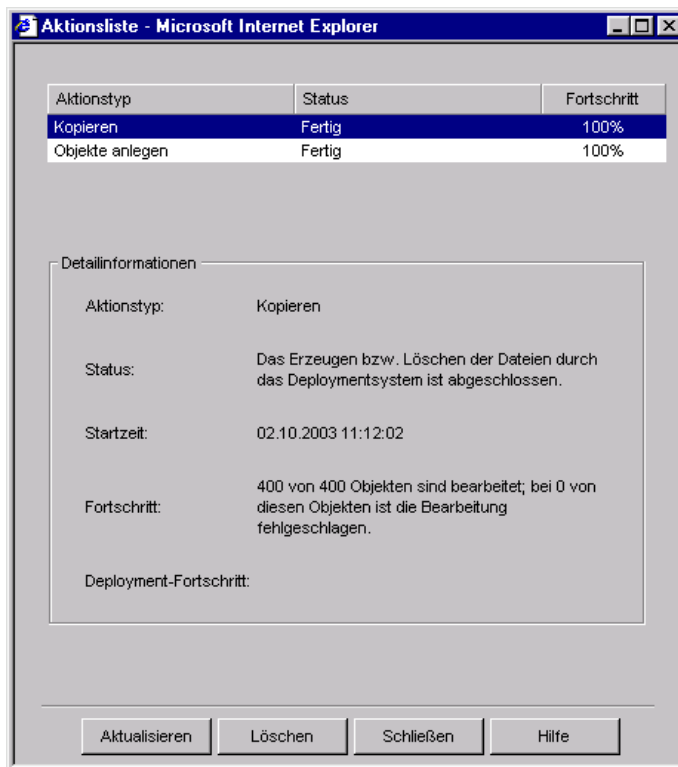 Aktionsliste - Microsoft Internet Explorer
Aktionstyp Status Fortschritt
Kopieren Fertig 100%
Objekte anlegen Fertig 100%
Detailinformationen
Aktionstyp: Kopieren
Status: Das Erzeugen bzw. Löschen der Dateien durch
das Deploymentsystem ist abgeschlossen.
Startzeit: 02.10.2003 11:12:02
400 von 400 Objekten sind bearbeitet; bei 0 von
Fortschritt: diesen Objekten ist die Bearbeitung
fehlgeschlagen.
Deployment-Fortschritt:
Aktualisieren Löschen Schließen Hilfe